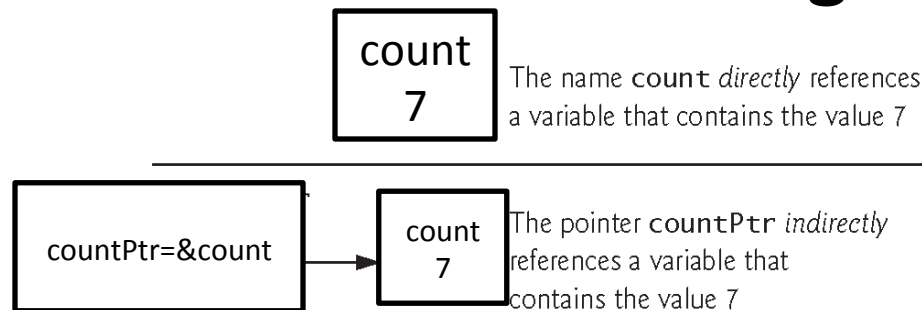 count
7
The name count directly references
a variable that contains the value 7
countPtr=&count
count
7
The pointer countPtr indirectly
references a variable that
contains the value 7